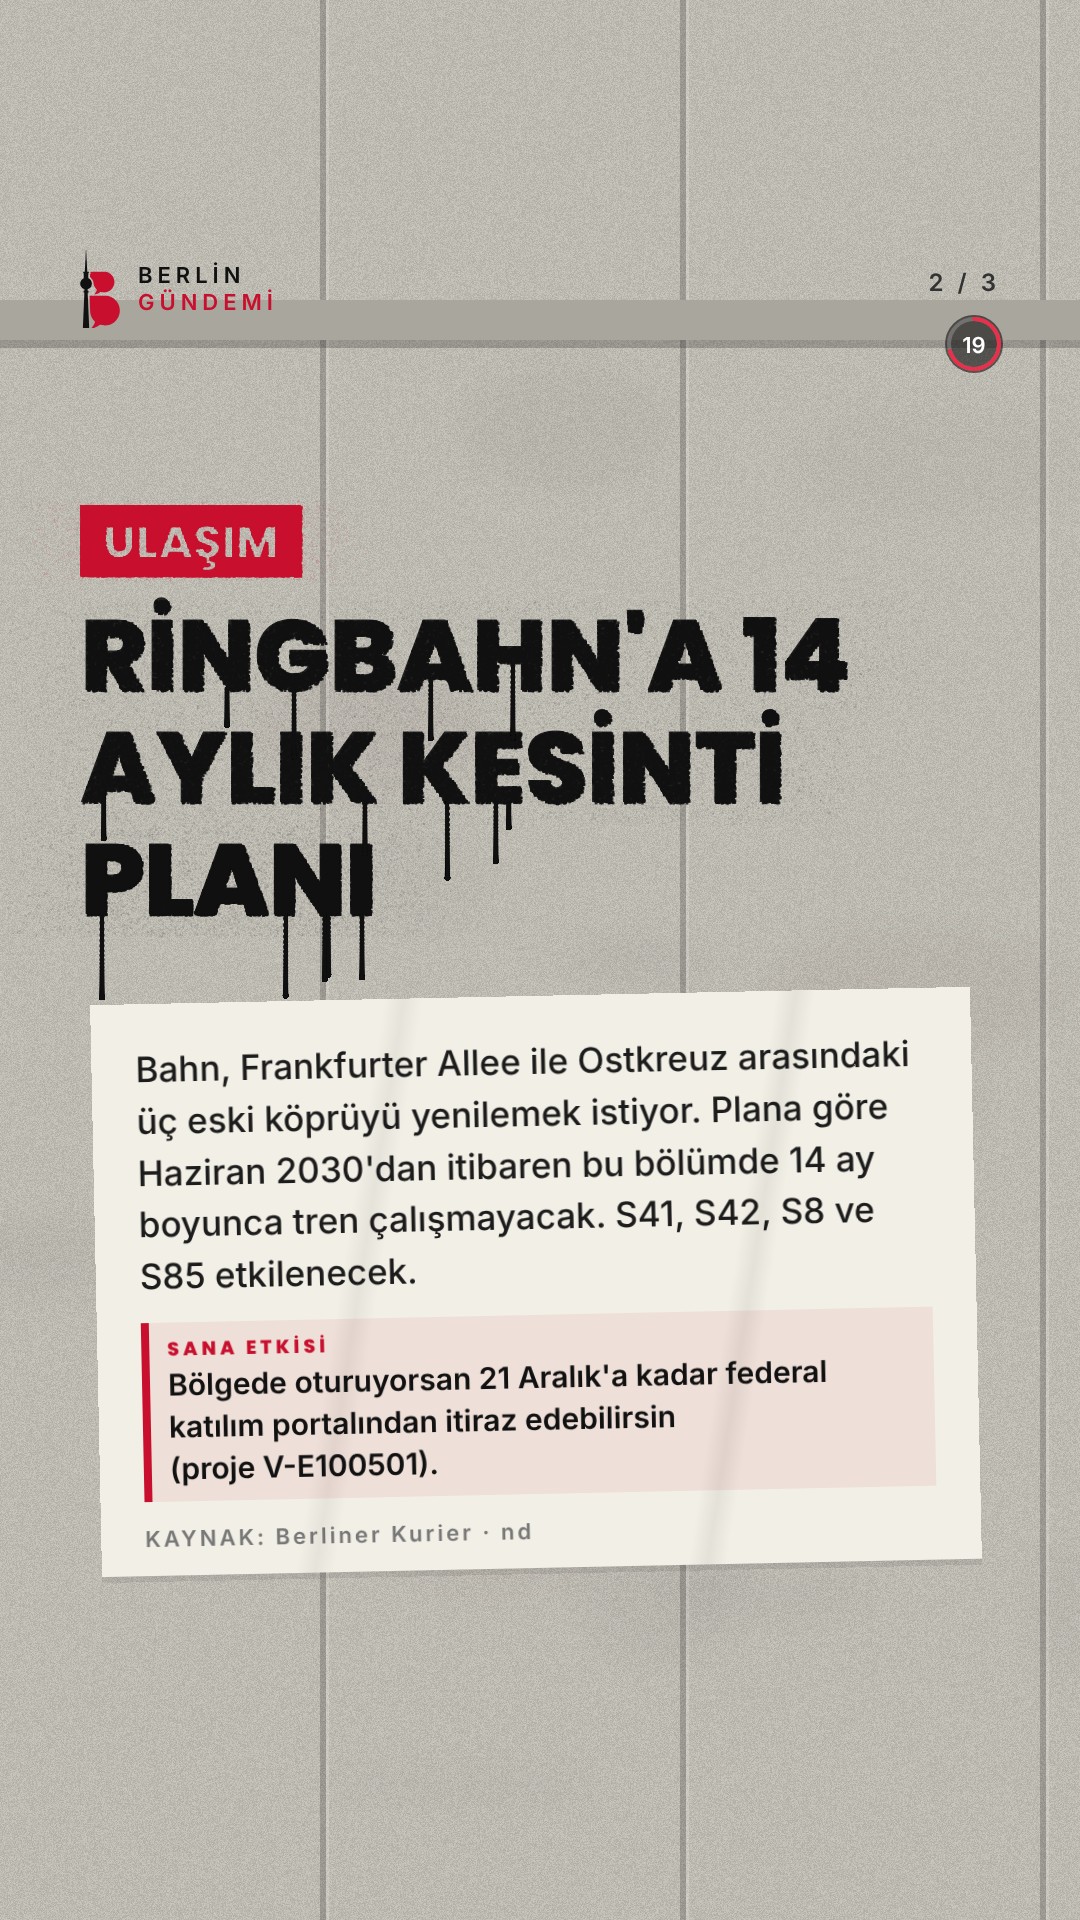 BERLİN
GÜNDEMİ
2 / 3
19
ULAŞIM
RİNGBAHN'A 14
AYLIK KESİNTİ
PLANI
Bahn, Frankfurter Allee ile Ostkreuz arasındaki
üç eski köprüyü yenilemek istiyor. Plana göre
Haziran 2030'dan itibaren bu bölümde 14 ay
boyunca tren çalışmayacak. S41, S42, S8 ve
S85 etkilenecek.
SANA ETKİSİ
Bölgede oturuyorsan 21 Aralık'a kadar federal
katılım portalından itiraz edebilirsin
(proje V-E100501).
KAYNAK: Berliner Kurier · nd